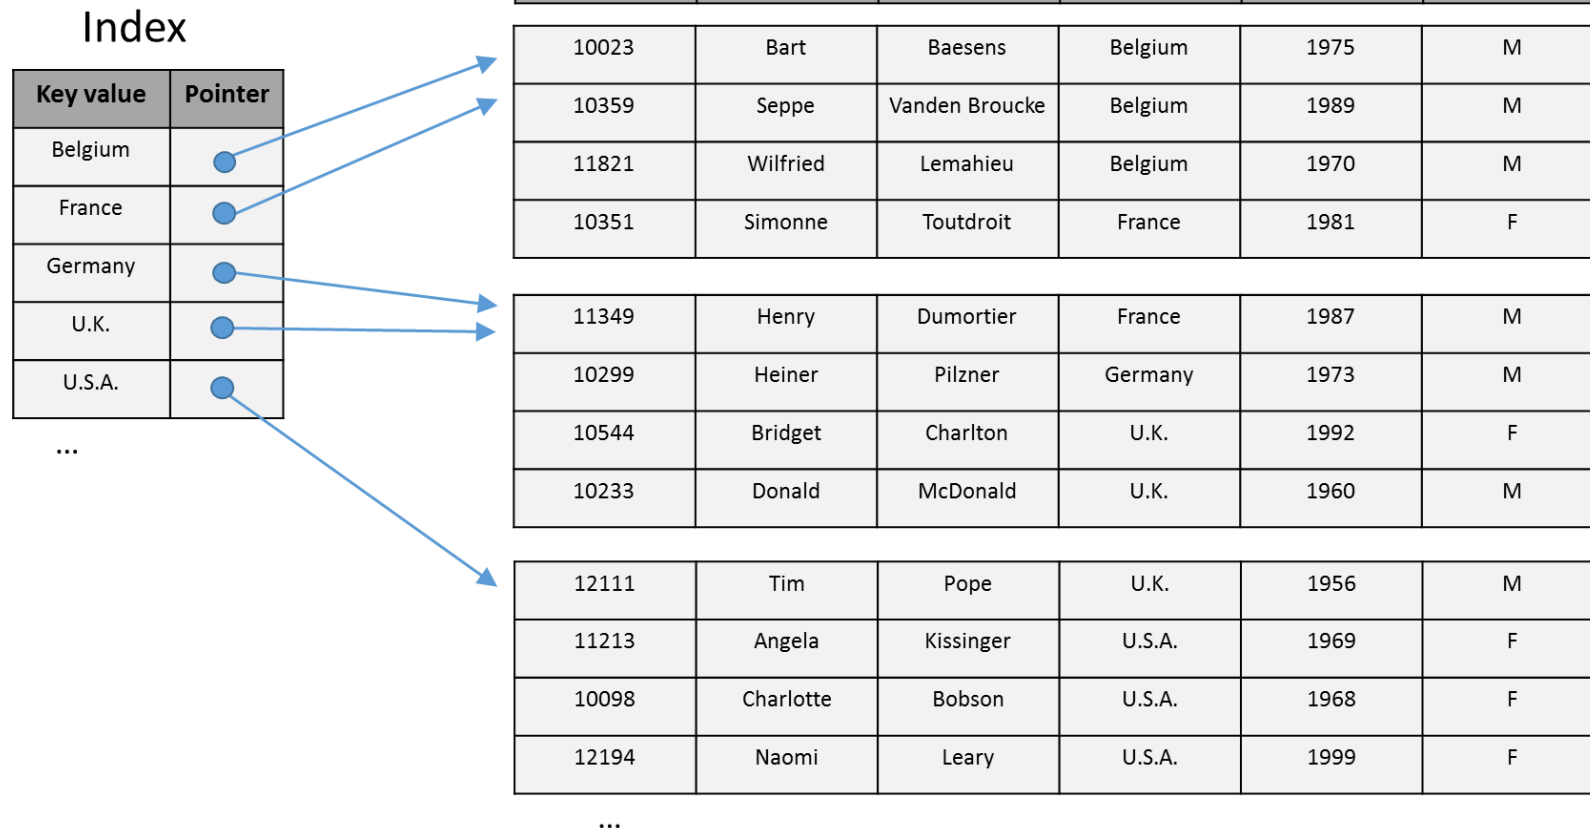 Index
Key value Pointer
Belgium
France
Germany
U.K.
U.S.A.
...
10023 Bart Baesens Belgium 1975 M
10359 Seppe Vanden Broucke Belgium 1989 M
11821 Wilfried Lemahieu Belgium 1970 M
10351 Simonne Toutdroit France 1981 F
11349 Henry Dumortier France 1987 M
10299 Heiner Pilzner Germany 1973 M
10544 Bridget Charlton U.K. 1992 F
10233 Donald McDonald U.K. 1960 M
12111 Tim Pope U.K. 1956 M
11213 Angela Kissinger U.S.A. 1969 F
10098 Charlotte Bobson U.S.A. 1968 F
12194 Naomi Leary U.S.A. 1999 F
...